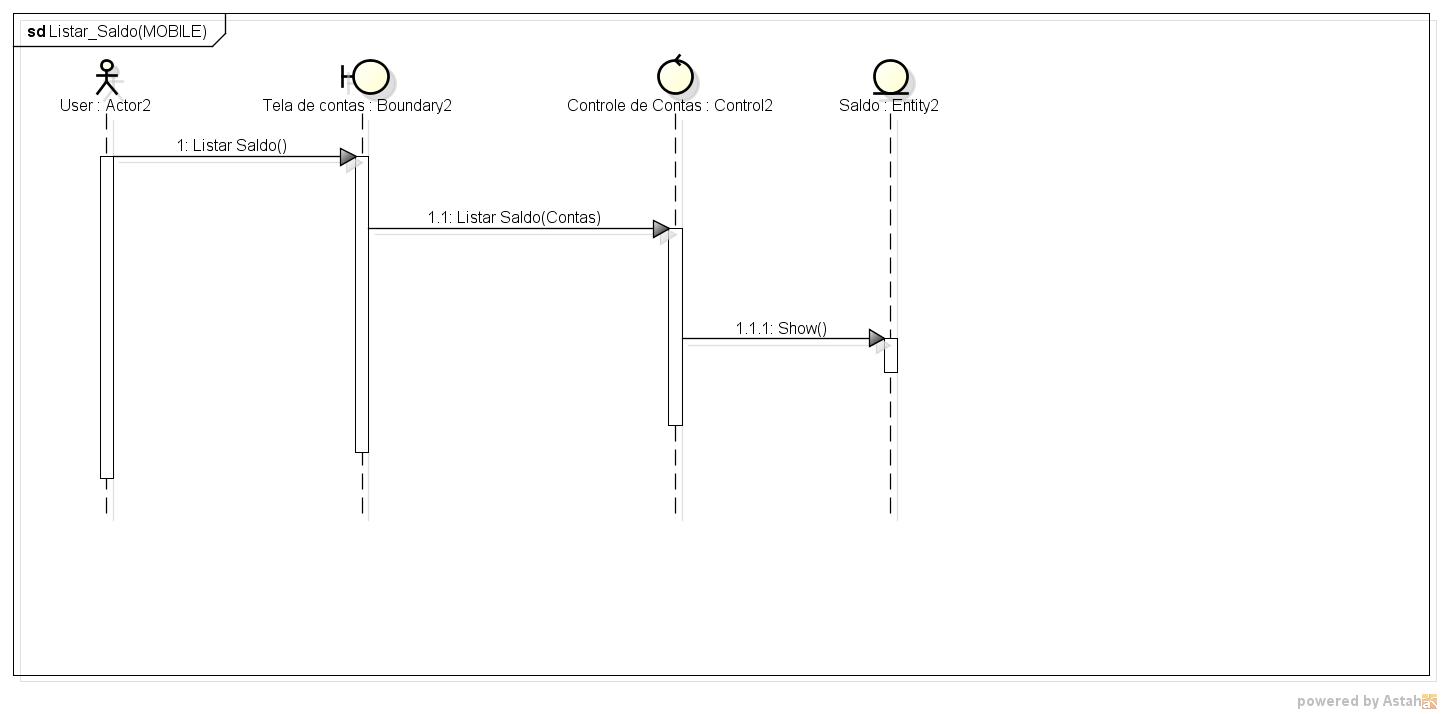 sd Listar_Saldo(MOBILE)
User : Actor2
Tela de contas : Boundary2
Controle de Contas : Control2
Saldo : Entity2
1: Listar Saldo()
1.1: Listar Saldo(Contas)
1.1.1: Show()
powered by Astah